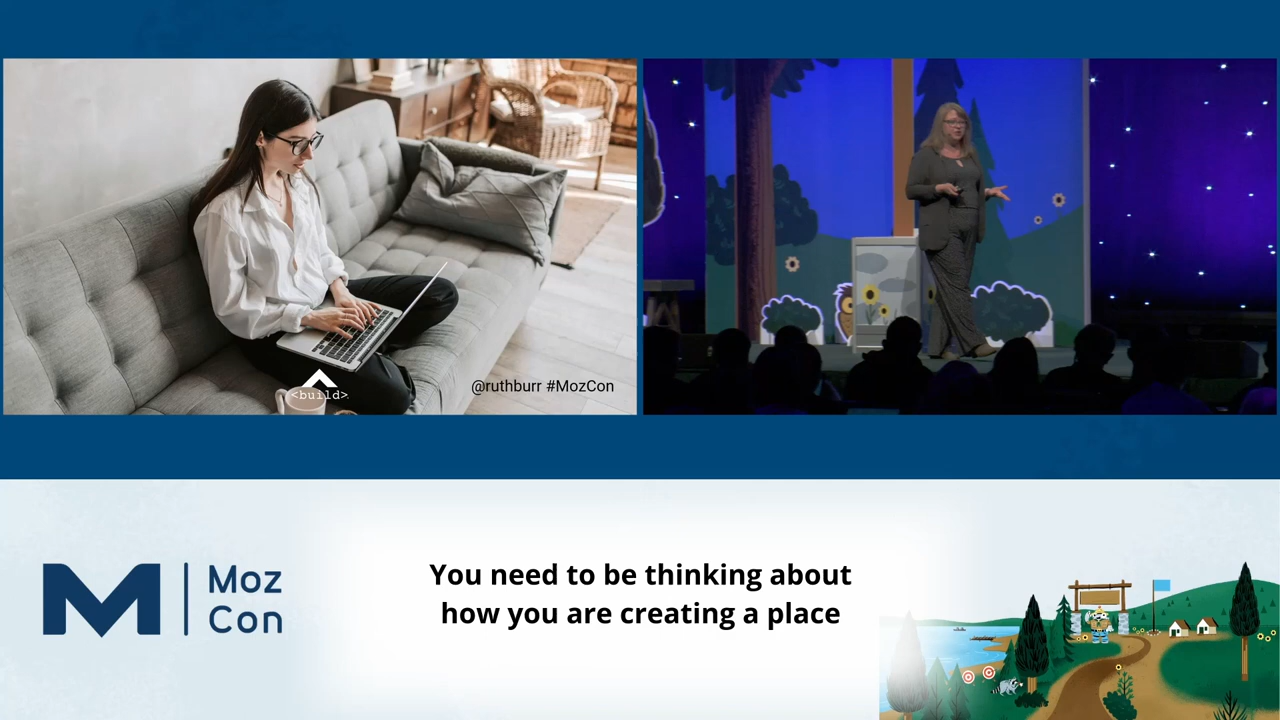 <build>
@ruthburr #MozCon
You need to be thinking about
how you are creating a place
Moz
Con